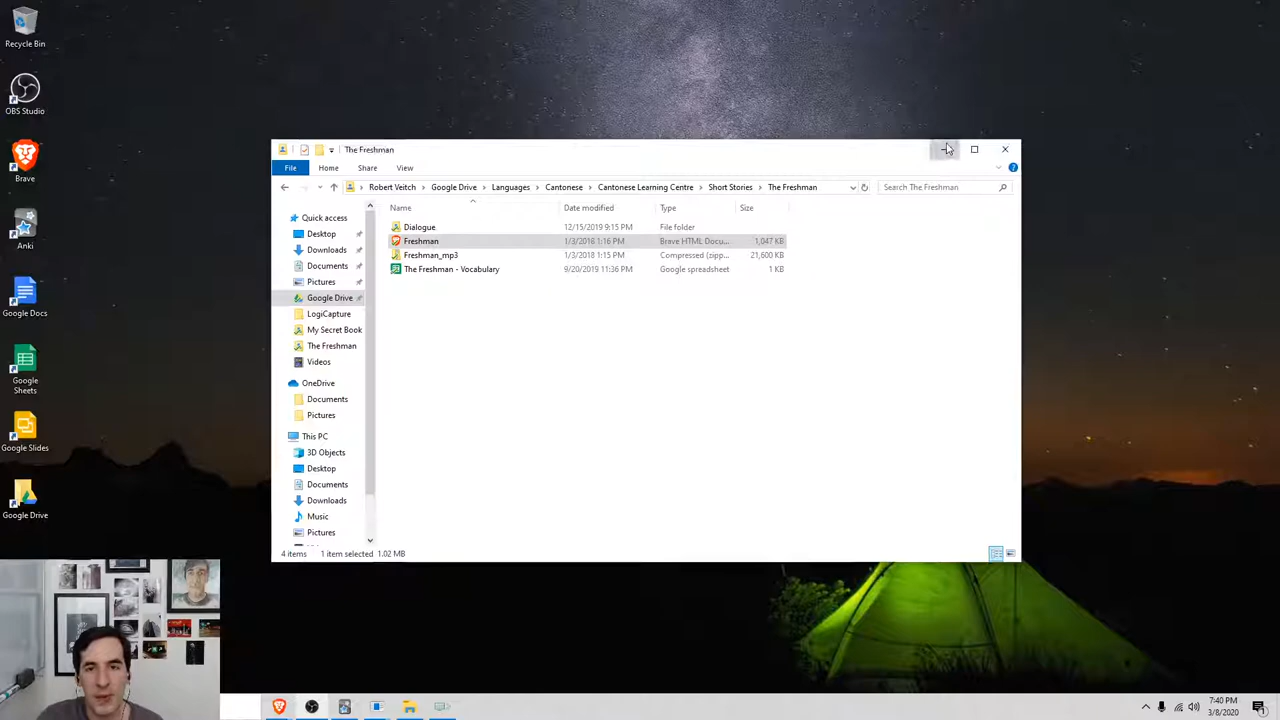 Recycle Bin
OBS Studio
Brave
Anki
Google Docs
Google
Sheets
Google Slides
Google Drive
The Freshman
File Home Share View
Robert Veitch Google Drive Languages Cantonese Cantonese Learning Centre Short Stories The Freshman Search The Freshman
Name Date modified Type Size
Quick access
Desktop
Downloads
Documents
Pictures
Google Drive
LogiCapture
My Secret Book
The Freshman
Videos
OneDrive
Documents
Pictures
This PC
3D Objects
Desktop
Documents
Downloads
Music
Pictures
Dialogue 12/15/2019 9:15 PM File folder
Freshman 1/3/2018 1:16 PM Brave HTML Docu... 1,047 KB
Freshman_mp3 1/3/2018 1:15 PM Compressed (zipp... 21,600 KB
The Freshman - Vocabulary 9/20/2019 11:36 PM Google spreadsheet 1 KB
4 items 1 item selected 1.02 MB
7:40 PM
3/8/2020